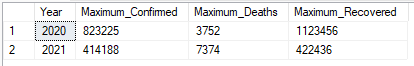 Year Maximum_Confirmed Maximum_Deaths Maximum_Recovered
1 2020 823225 3752 1123456
2 2021 414188 7374 422436